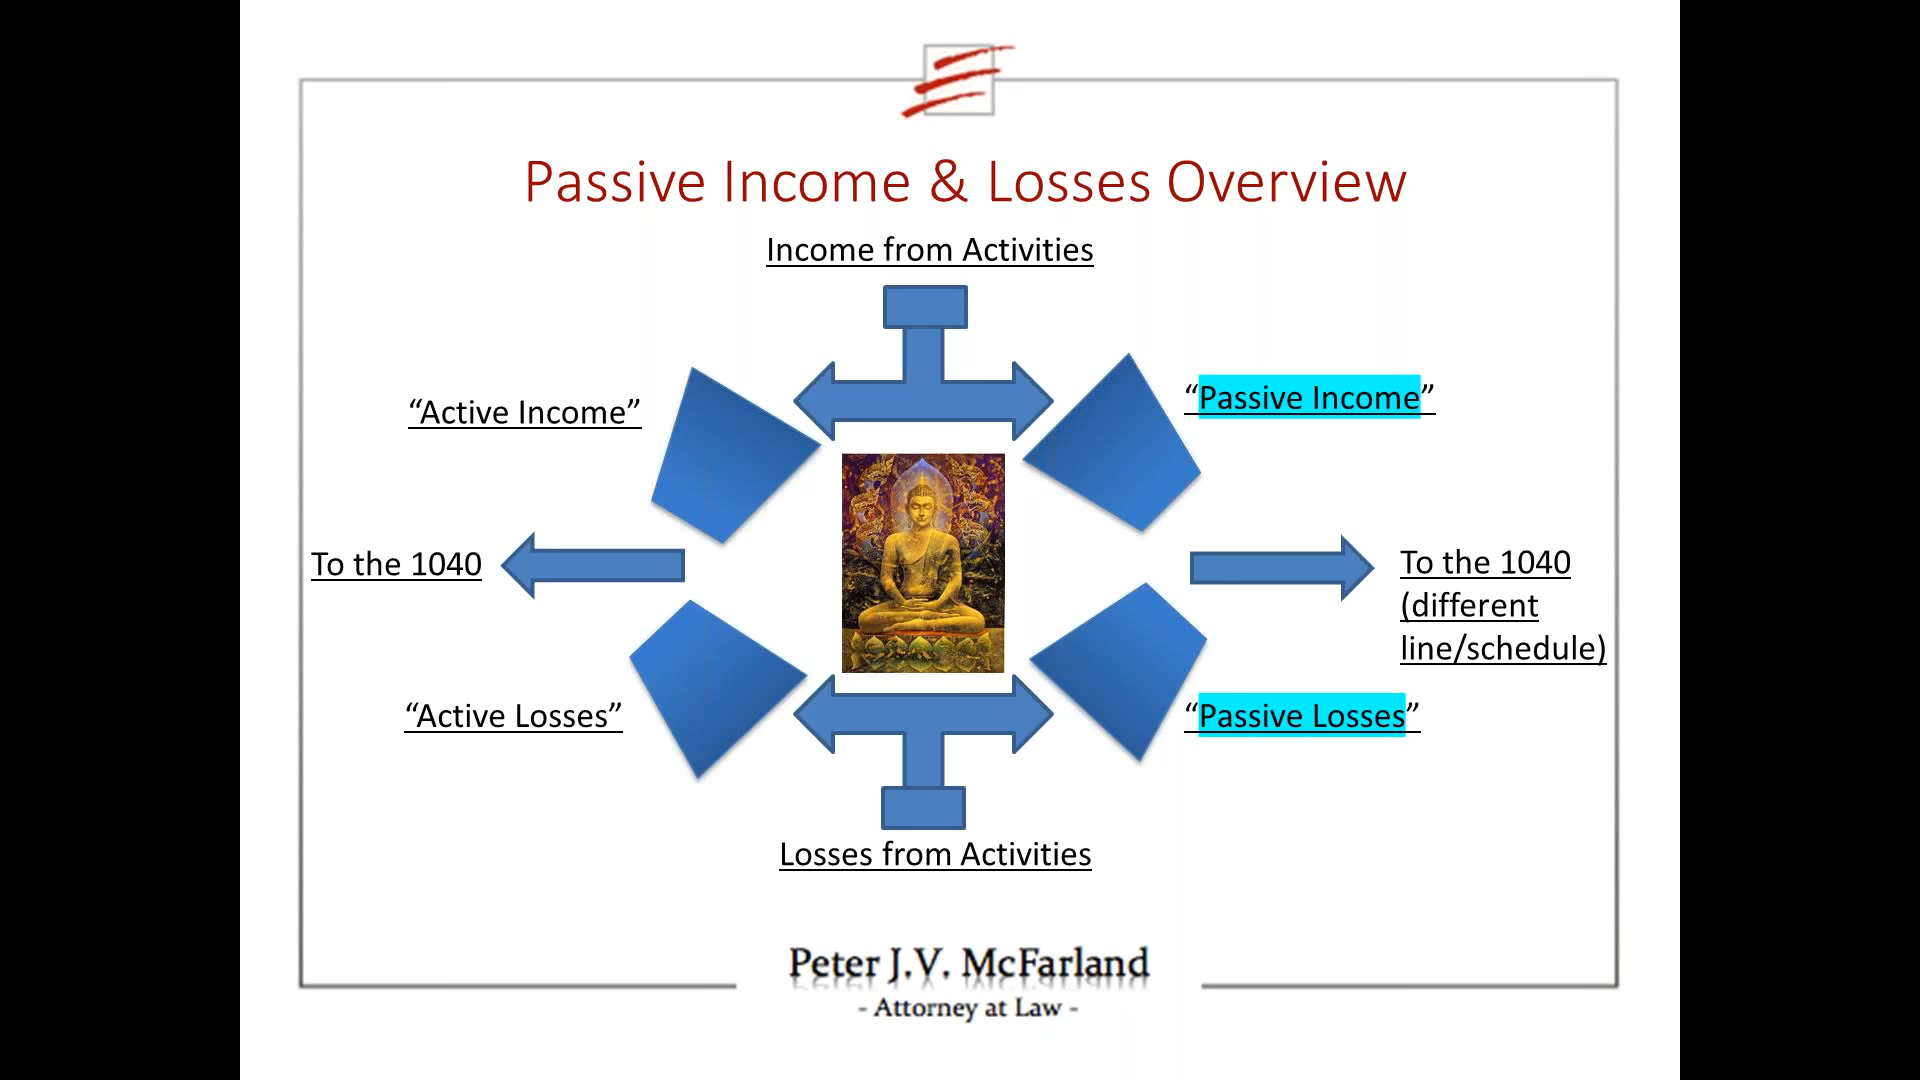 Passive Income & Losses Overview
Income from Activities
“Active Income”
“Passive Income”
To the 1040
To the 1040
(different
line/schedule)
“Active Losses”
“Passive Losses”
Losses from Activities
Peter J.V. McFarland
- Attorney at Law -